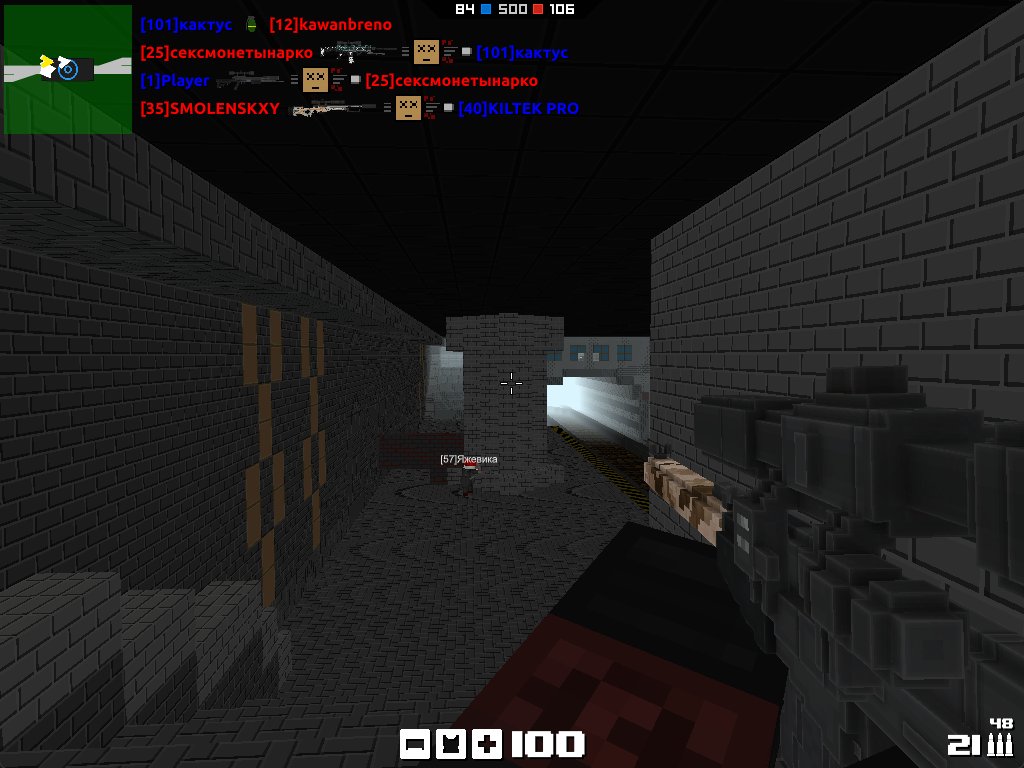 84 500 106
[101]кактус [12]kawanbreno
[25]сексмонетынарко [101]кактус
[1]Player [25]сексмонетынарко
[35]SMOLENSKXY [40]KILTEK PRO
[57]Яжевика
100
48
21